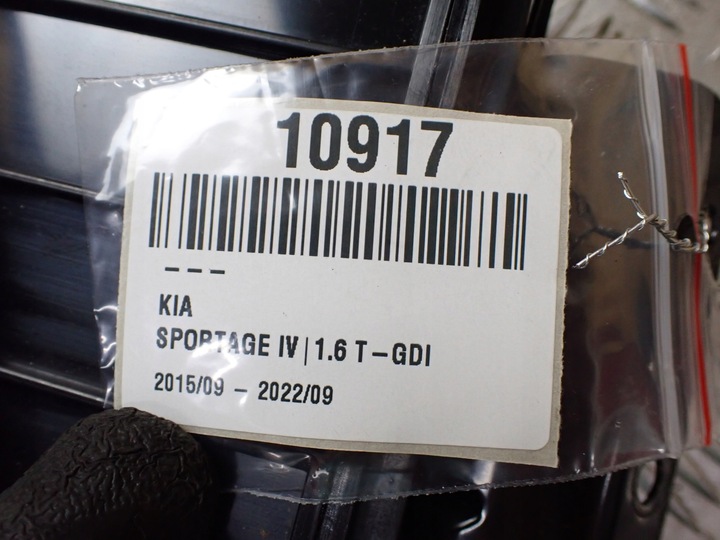 10917
---
KIA
SPORTAGE IV | 1.6 T-GDI
2015/09 - 2022/09